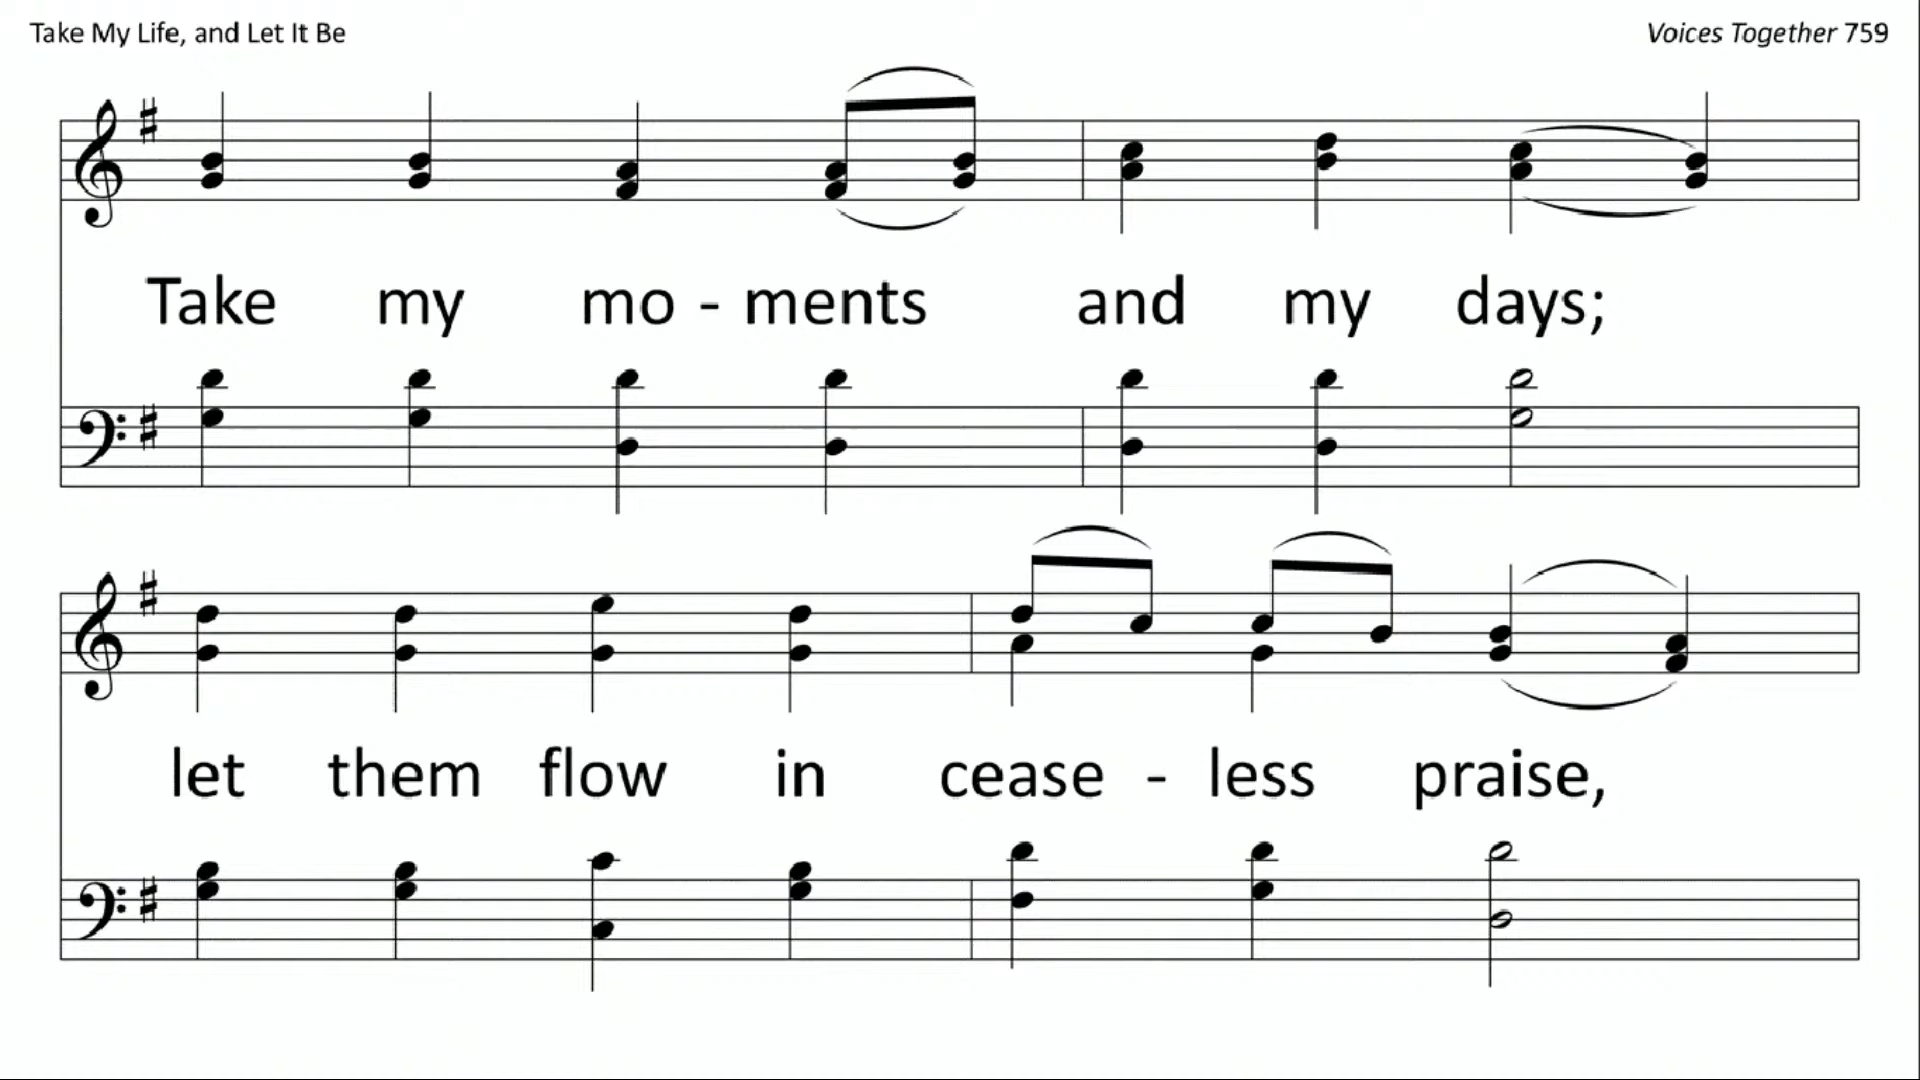 Take My Life, and Let It Be
Voices Together 759
Take my mo - ments and my days;
let them flow in cease - less praise,